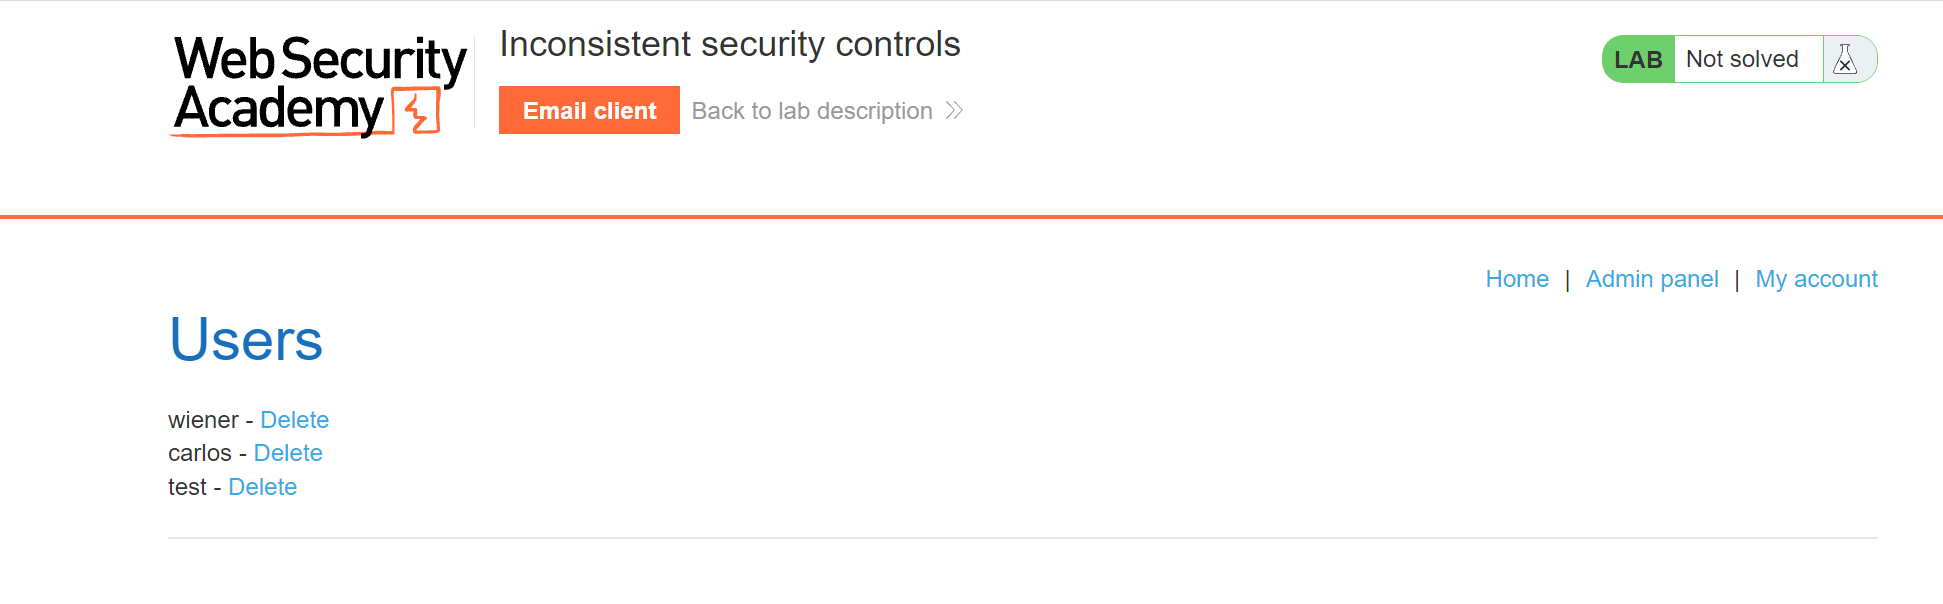 Web Security
Academy
Inconsistent security controls
Email client
Back to lab description
LAB
Not solved
Home | Admin panel | My account
Users
wiener - Delete
carlos - Delete
test - Delete